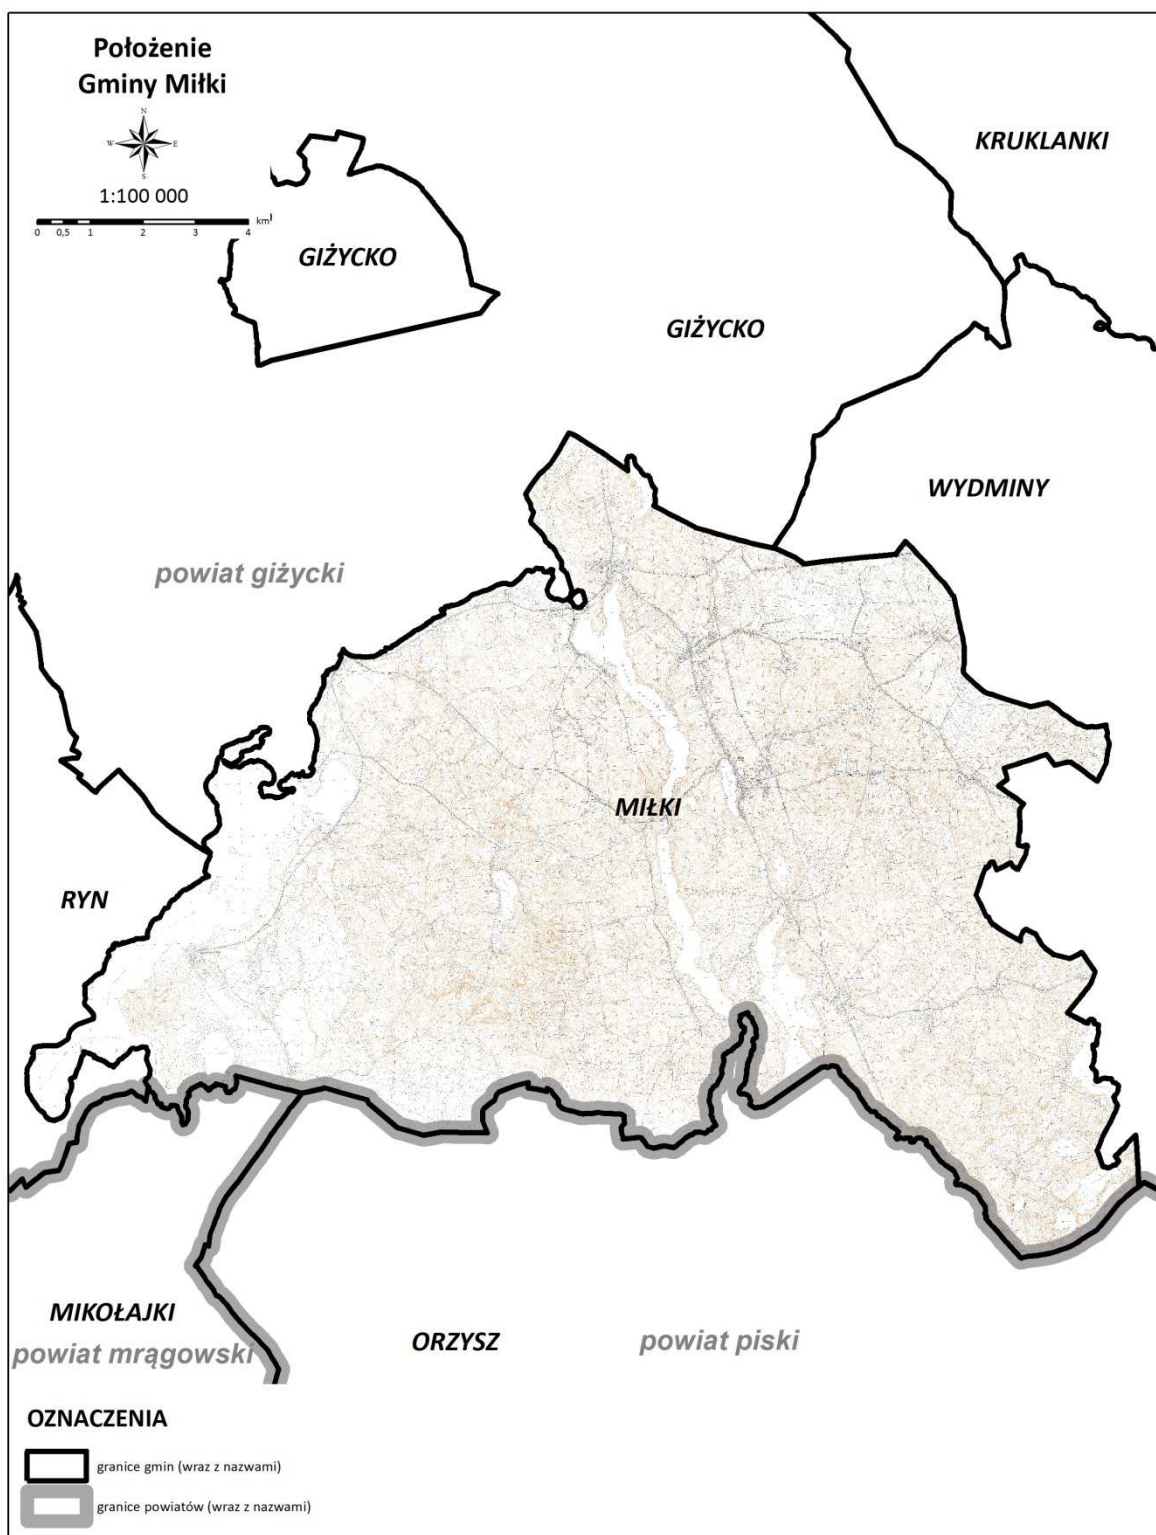 Położenie
Gminy Miłki
N
W E
S
1:100 000
km
0 0,5 1 2 3 4
KRUKLANKI
GIŻYCKO
GIŻYCKO
WYDMINY
powiat giżycki
MIŁKI
RYN
MIKOŁAJKI
powiat mrągowski
ORZYSZ
powiat piski
OZNACZENIA
granice gmin (wraz z nazwami)
granice powiatów (wraz z nazwami)